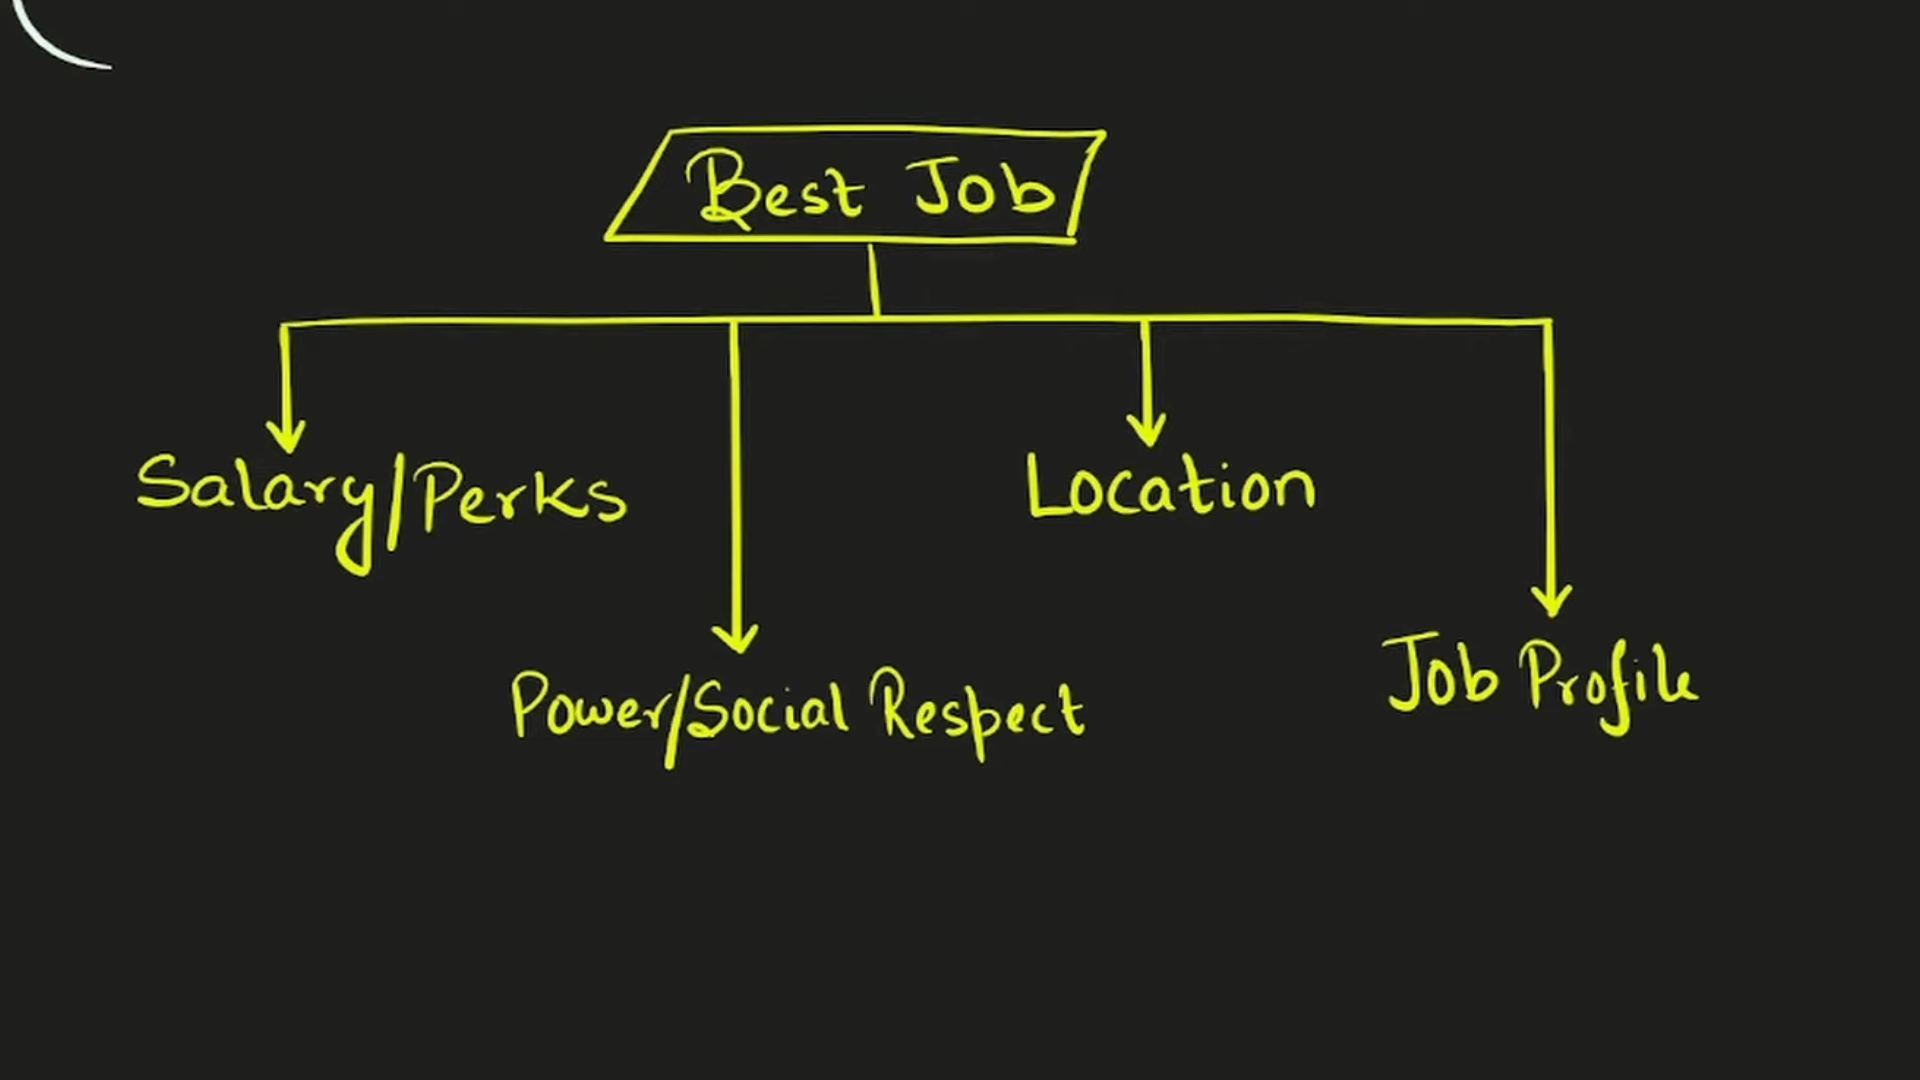 Best Job
Salary/Perks
Location
Power/Social Respect
Job Profile